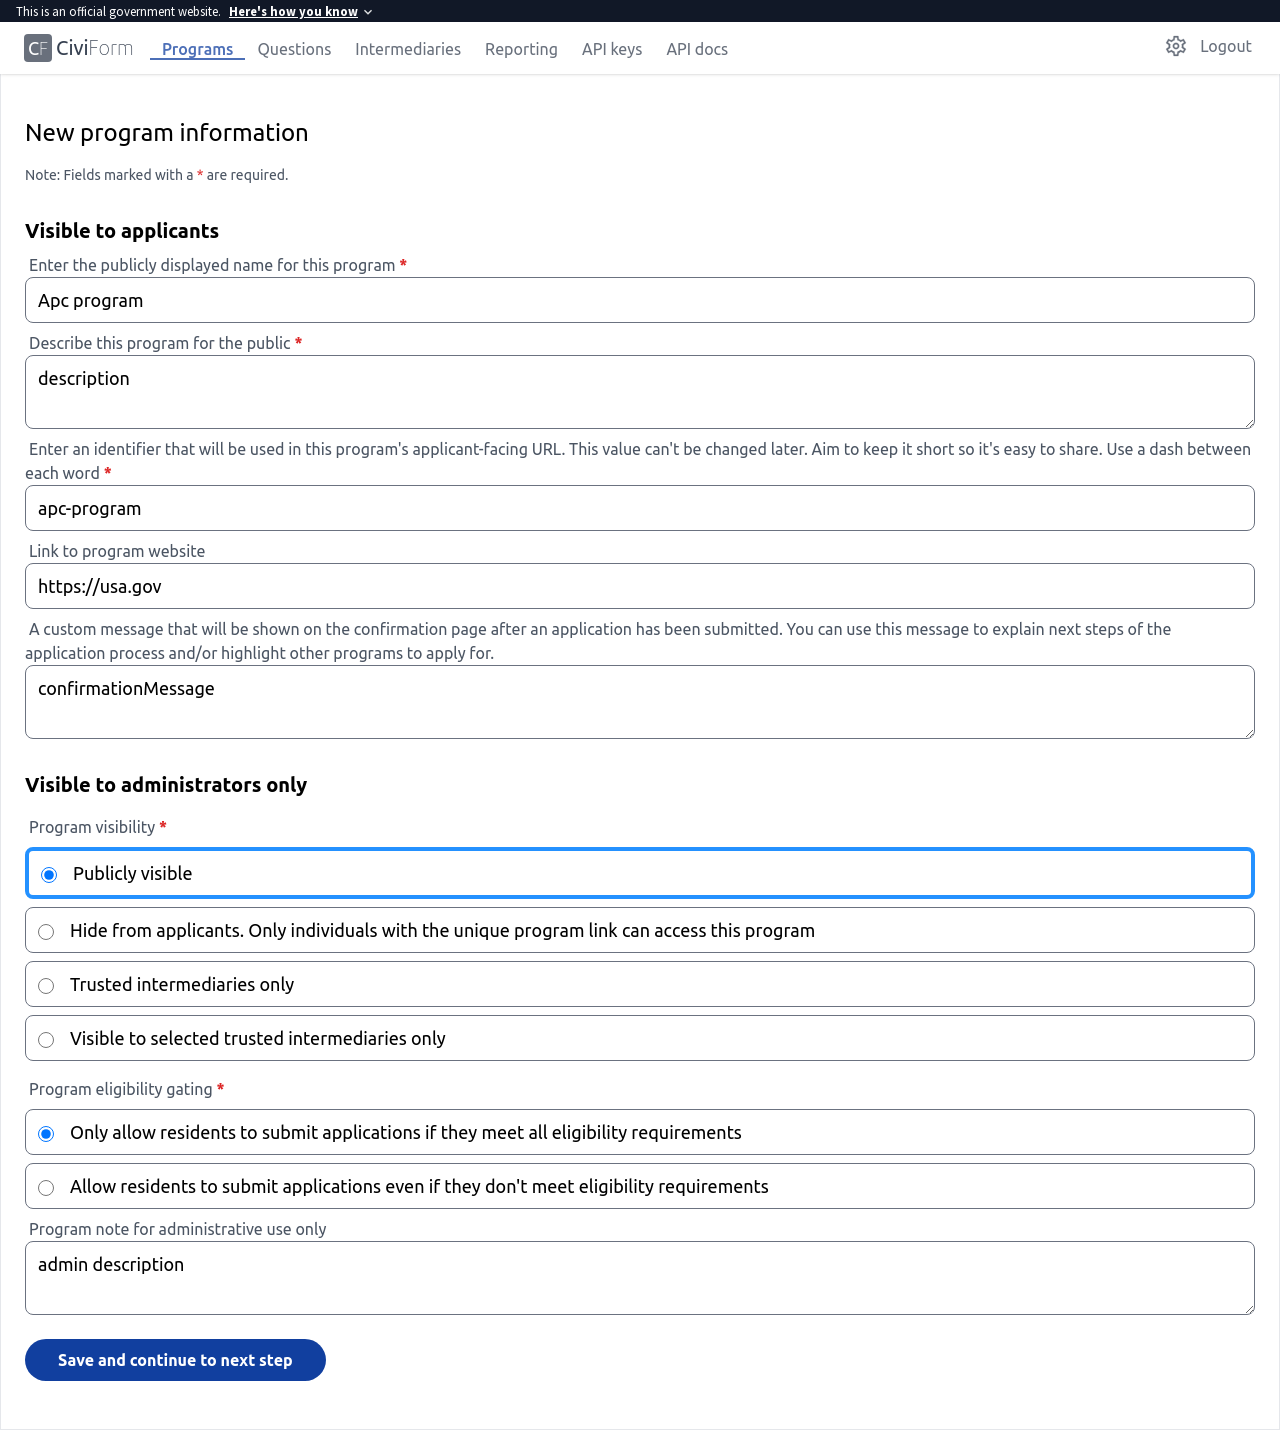 This is an official government website. Here's how you know
CF CiviForm Programs Questions Intermediaries Reporting API keys API docs Logout
New program information
Note: Fields marked with a * are required.
Visible to applicants
Enter the publicly displayed name for this program *
Apc program
Describe this program for the public *
description
Enter an identifier that will be used in this program's applicant-facing URL. This value can't be changed later. Aim to keep it short so it's easy to share. Use a dash between
each word *
apc-program
Link to program website
https://usa.gov
A custom message that will be shown on the confirmation page after an application has been submitted. You can use this message to explain next steps of the
application process and/or highlight other programs to apply for.
confirmationMessage
Visible to administrators only
Program visibility *
Publicly visible
Hide from applicants. Only individuals with the unique program link can access this program
Trusted intermediaries only
Visible to selected trusted intermediaries only
Program eligibility gating *
Only allow residents to submit applications if they meet all eligibility requirements
Allow residents to submit applications even if they don't meet eligibility requirements
Program note for administrative use only
admin description
Save and continue to next step